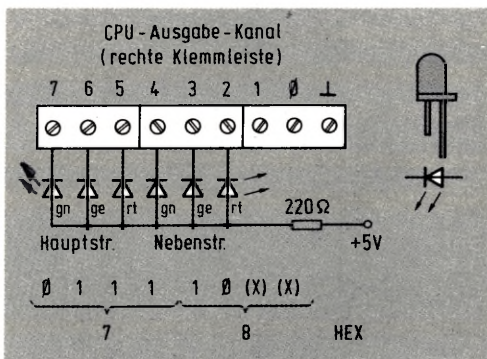 CPU-Ausgabe-Kanal
(rechte Klemmleiste)
7 6 5 4 3 2 1 Ø ⊥
gn ge rt gn ge rt
220Ω
Hauptstr. Nebenstr.
+5V
Ø 1 1 1 1 Ø (X) (X)
7 8 HEX